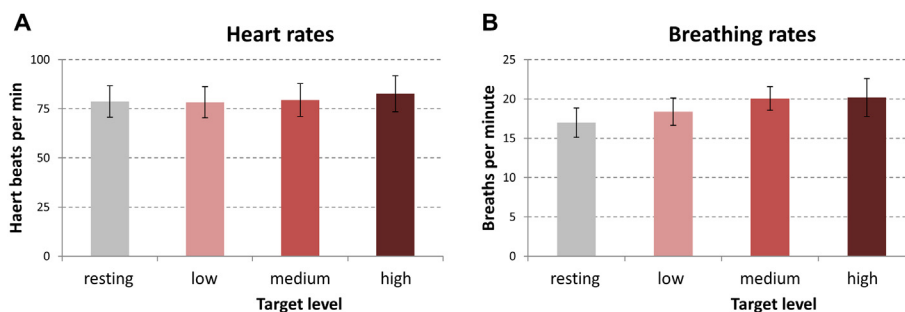 A
Heart rates
Haert beats per min
100
75
50
25
0
resting low medium high
Target level
B
Breathing rates
Breaths per minute
25
20
15
10
5
0
resting low medium high
Target level